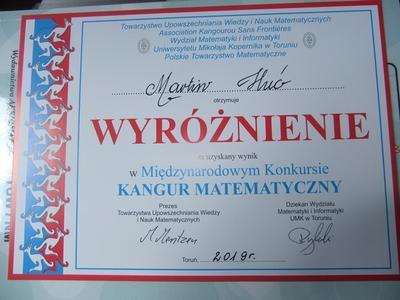 Towarzystwo Upowszechniania Wiedzy i Nauk Matematycznych
Association Kangourou Sans Frontières
Wydział Matematyki i Informatyki
Uniwersytetu Mikołaja Kopernika w Toruniu
Polskie Towarzystwo Matematyczne
Martin
otrzymuje
WYRÓŻNIENIE
za uzyskany wynik
w Międzynarodowym Konkursie
KANGUR MATEMATYCZNY
Prezes
Towarzystwa Upowszechniania Wiedzy
i Nauk Matematycznych
Dziekan Wydziału
Matematyki i Informatyki
UMK w Toruniu
Toruń, 2019r.